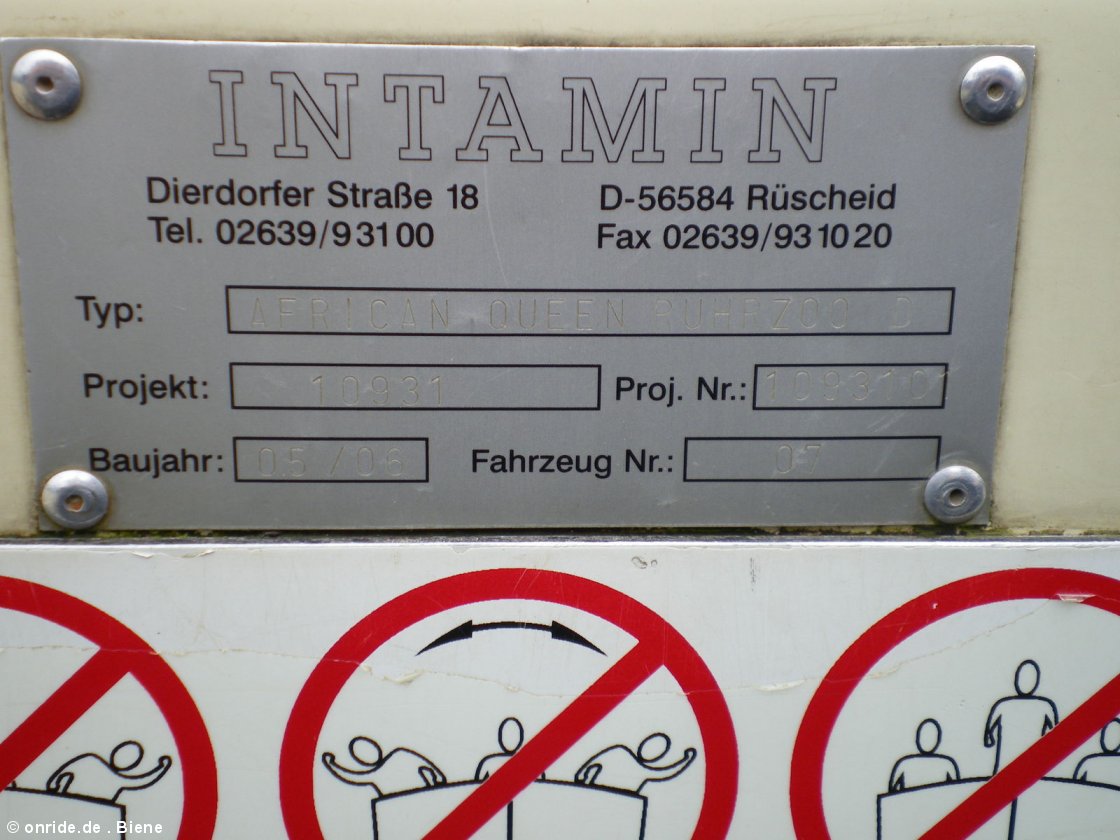 INTAMIN
Dierdorfer Straße 18 D-56584 Rüscheid
Tel. 02639/93100 Fax 02639/931020
Typ: AFRICAN QUEEN RUHRZOO D
Projekt: 10931 Proj. Nr.: 1093101
Baujahr: 05/06 Fahrzeug Nr.: 07
© onride.de . Biene